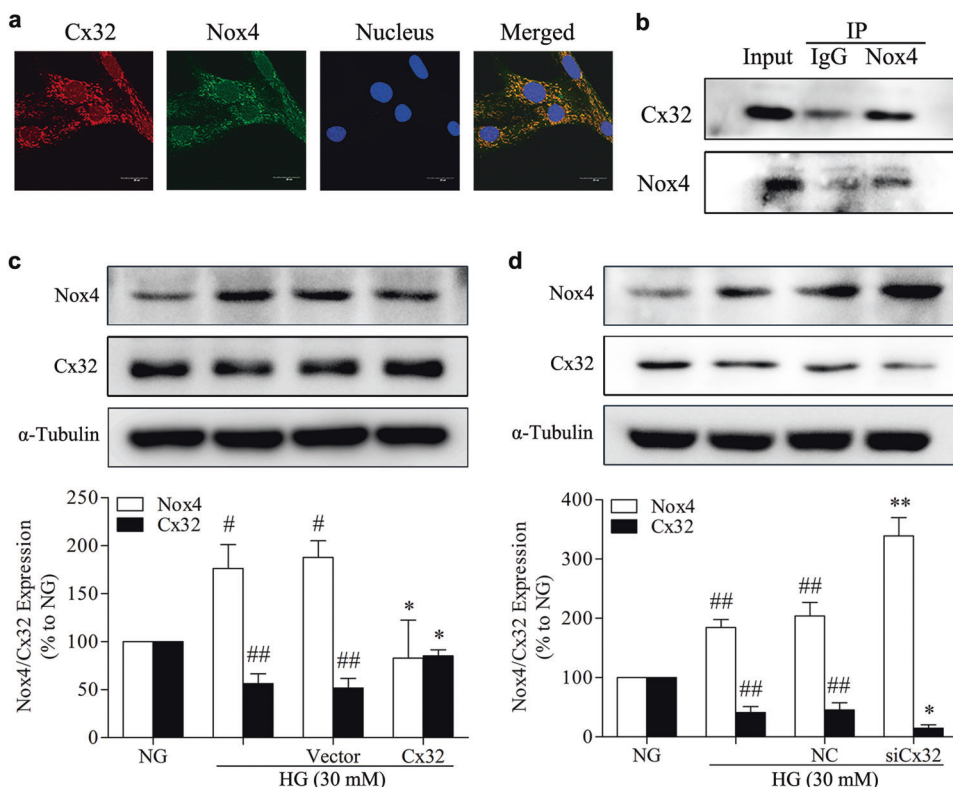 a
Cx32 Nox4 Nucleus Merged
b
IP
Input IgG Nox4
Cx32
Nox4
c
Nox4
Cx32
α-Tubulin
Nox4/Cx32 Expression
(% to NG)
250
200
150
100
50
0
Nox4
Cx32
#
##
#
##
*
*
NG Vector Cx32
HG (30 mM)
d
Nox4
Cx32
α-Tubulin
Nox4/Cx32 Expression
(% to NG)
400
300
200
100
0
Nox4
Cx32
##
##
##
##
**
*
NG NC siCx32
HG (30 mM)